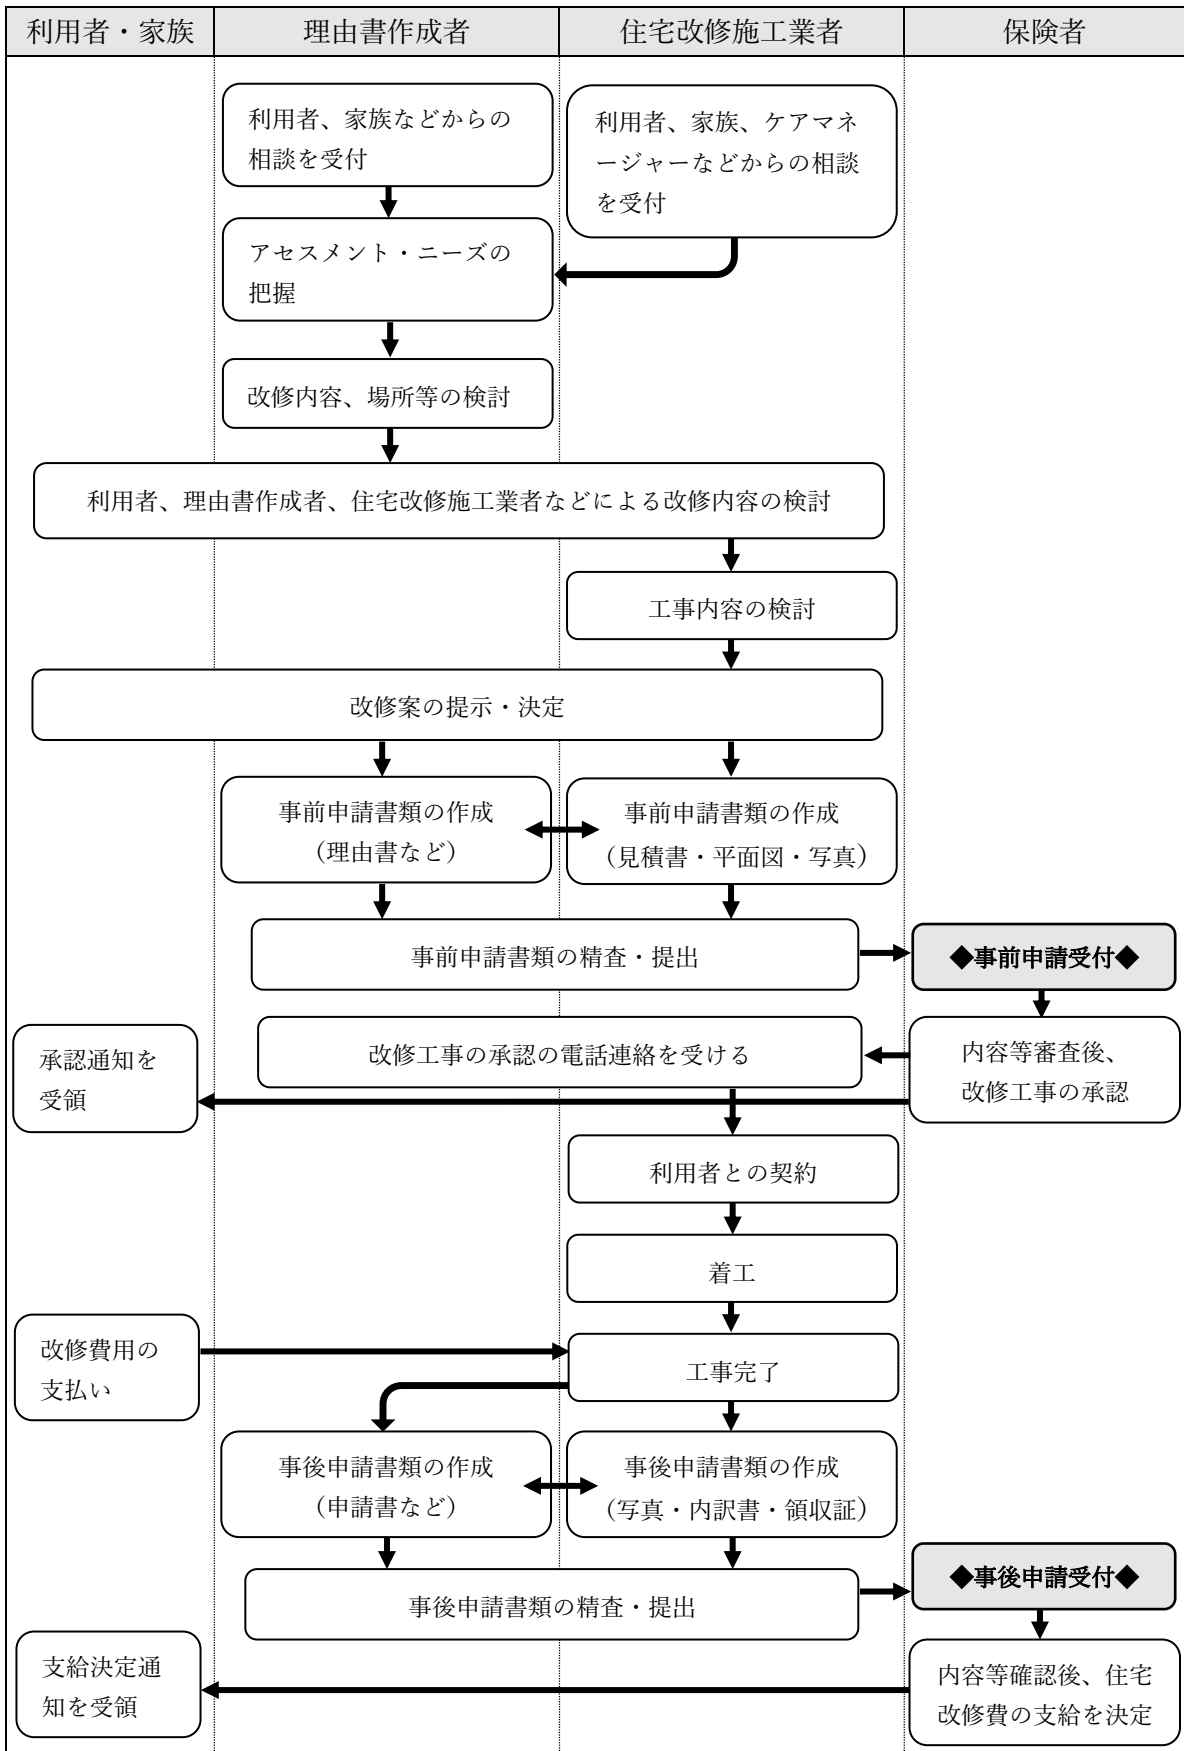 利用者・家族
理由書作成者
住宅改修施工業者
保険者
利用者、家族などからの
相談を受付
利用者、家族、ケアマネ
ージャーなどからの相談
を受付
アセスメント・ニーズの
把握
改修内容、場所等の検討
利用者、理由書作成者、住宅改修施工業者などによる改修内容の検討
工事内容の検討
改修案の提示・決定
事前申請書類の作成
（理由書など）
事前申請書類の作成
（見積書・平面図・写真）
事前申請書類の精査・提出
◆事前申請受付◆
承認通知を
受領
改修工事の承認の電話連絡を受ける
内容等審査後、
改修工事の承認
利用者との契約
着工
改修費用の
支払い
工事完了
事後申請書類の作成
（申請書など）
事後申請書類の作成
（写真・内訳書・領収証）
事後申請書類の精査・提出
◆事後申請受付◆
支給決定通
知を受領
内容等確認後、住宅
改修費の支給を決定